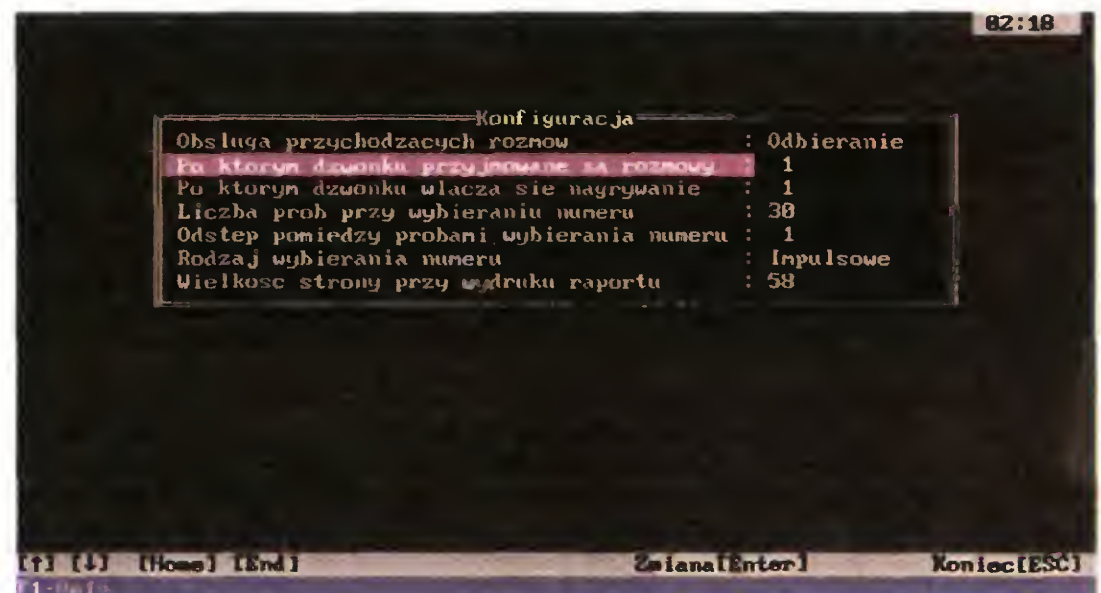 02:18
Konfiguracja
Obsluga przychodzacych rozmow : Odbieranie
Po ktorym dzwonku przyjmowane sa rozmowy : 1
Po ktorym dzwonku wlacza sie nagrywanie : 1
Liczba prob przy wybieraniu numeru : 30
Odstep pomiedzy probami wybierania numeru : 1
Rodzaj wybierania numeru : Impulsowe
Wielkosc strony przy wydruku raportu : 58
[↑] [↓] [Home] [End] Zmiana[Enter] Koniec[ESC]